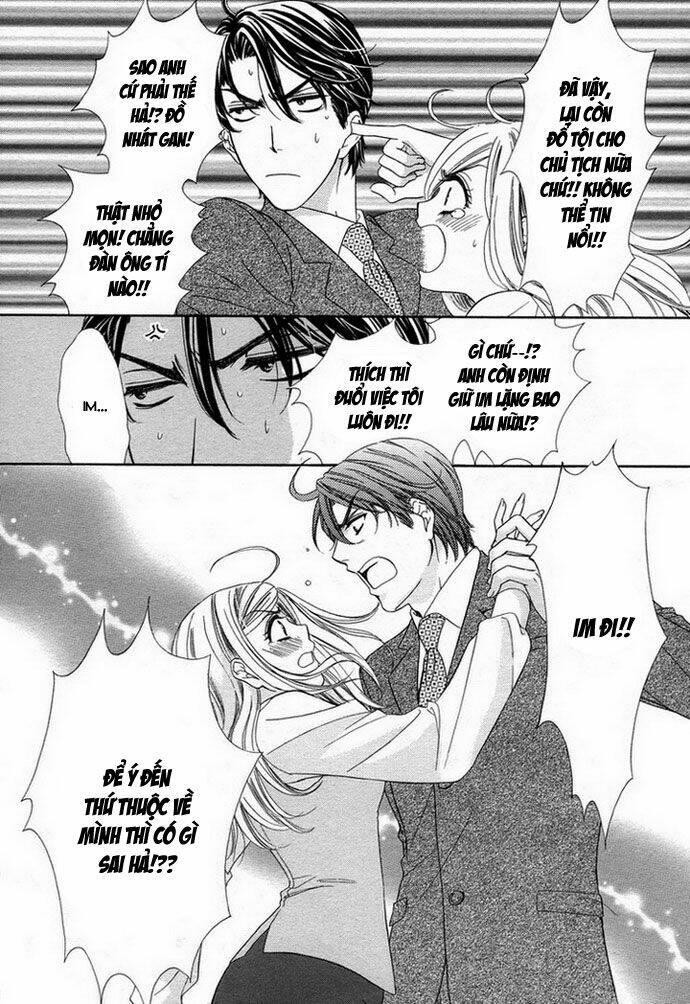 ĐÃ VẬY,
LẠI CÒN
ĐỔ TỘI CHO
CHỦ TỊCH NỮA
CHỨ!! KHÔNG
THỂ TIN
NỔI!!
SAO ANH
CỨ PHẢI THẾ
HẢ!? ĐỒ
NHÁT GAN!
THẬT NHỎ
MỌN! CHẲNG
ĐÀN ÔNG TÍ
NÀO!!
GÌ CHỨ--!?
ANH CÒN ĐỊNH
GIỮ IM LẶNG BAO
LÂU NỮA!?
THÍCH THÌ
ĐUỔI VIỆC TÔI
LUÔN ĐI!!
IM...
IM ĐI!!
ĐỂ Ý ĐẾN
THỨ THUỘC VỀ
MÌNH THÌ CÓ GÌ
SAI HẢ!??